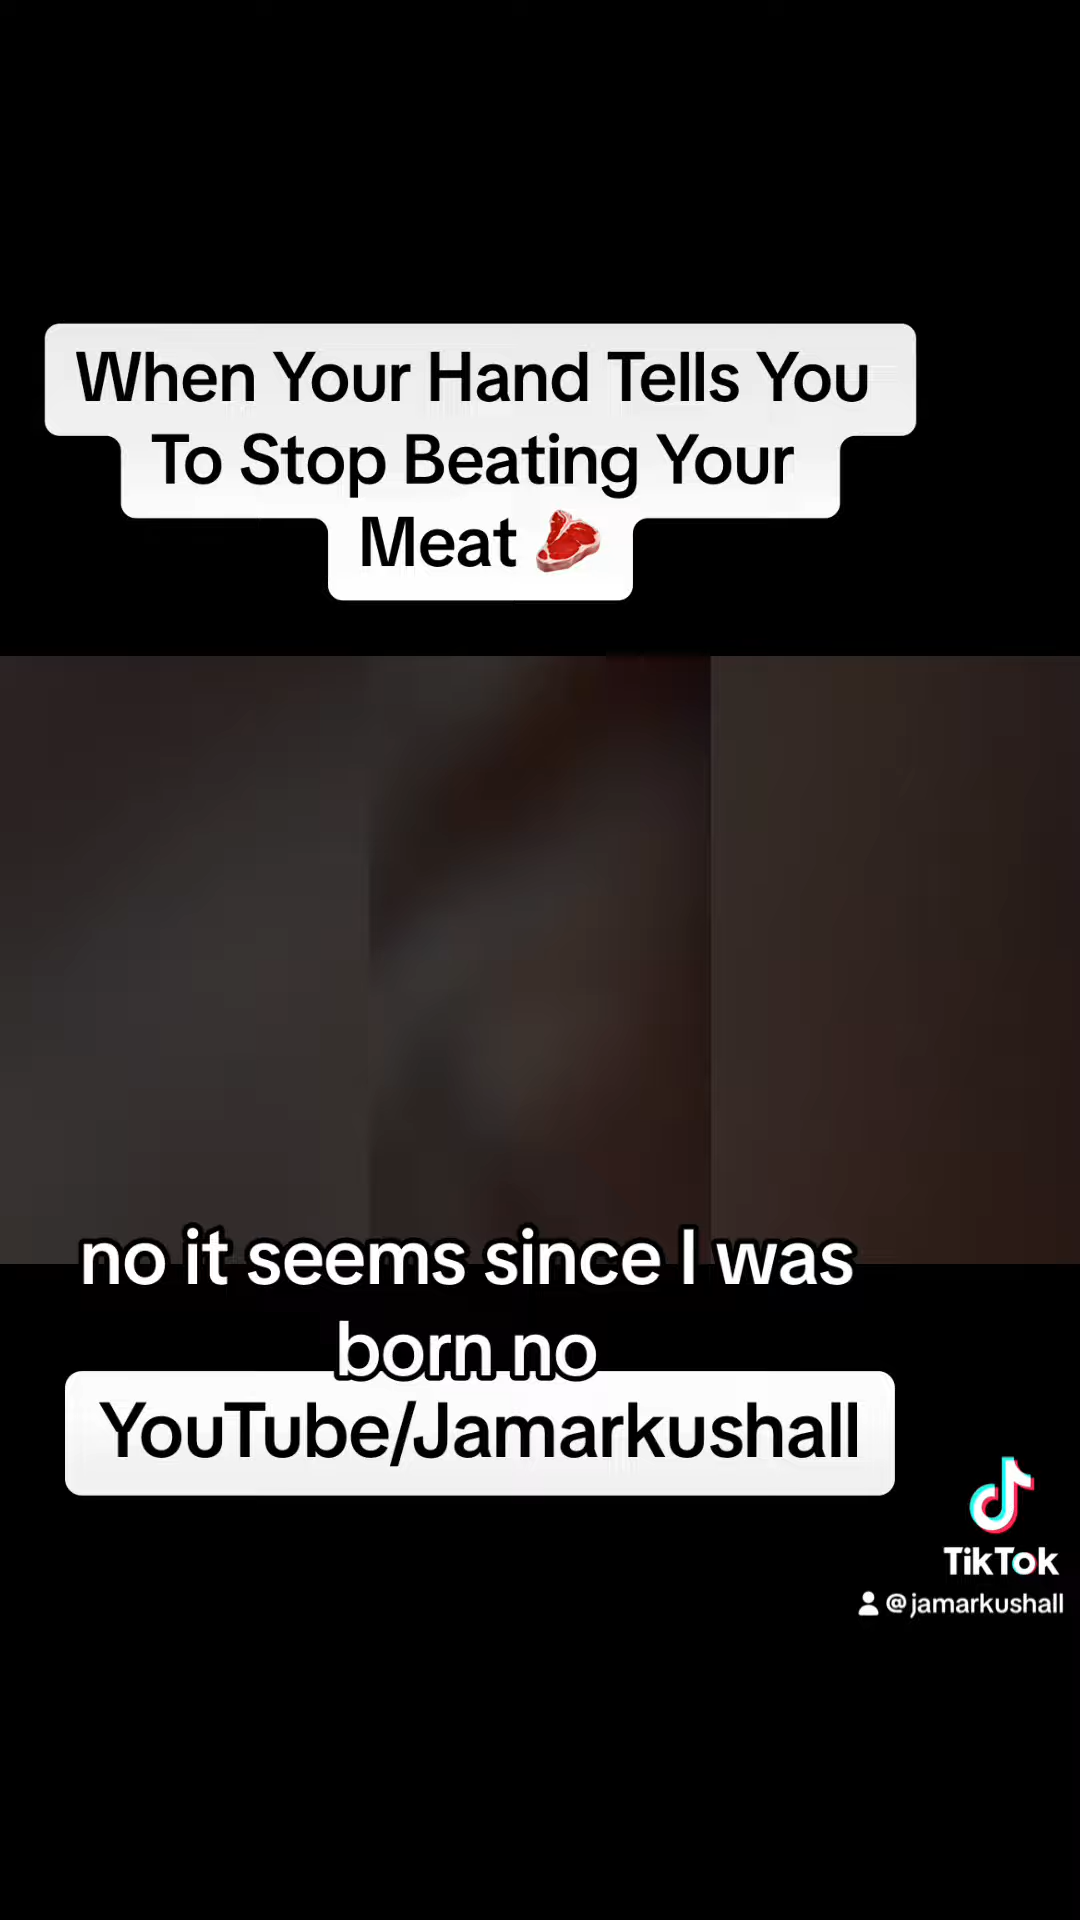 When Your Hand Tells You
To Stop Beating Your
Meat 🥩
no it seems since I was
born no
YouTube/Jamarkushall
TikTok
@jamarkushall